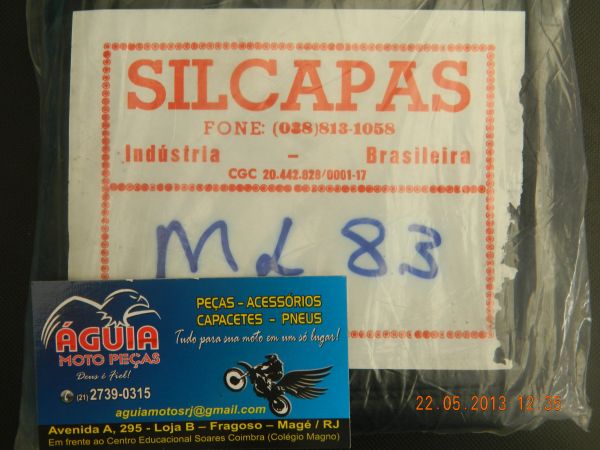 SILCAPAS
FONE: (038)813-1058
Indústria - Brasileira
CGC 20.442.828/0001-17
ML 83
ÁGUIA
MOTO PEÇAS
Deus é Fiel!
(21) 2739-0315
PEÇAS - ACESSÓRIOS
CAPACETES - PNEUS
Tudo para sua moto em um só lugar!
aguiamotosrj@gmail.com
Avenida A, 295 - Loja B – Fragoso – Magé / RJ
Em frente ao Centro Educacional Soares Coimbra (Colégio Magno)
22.05.2013 12:35